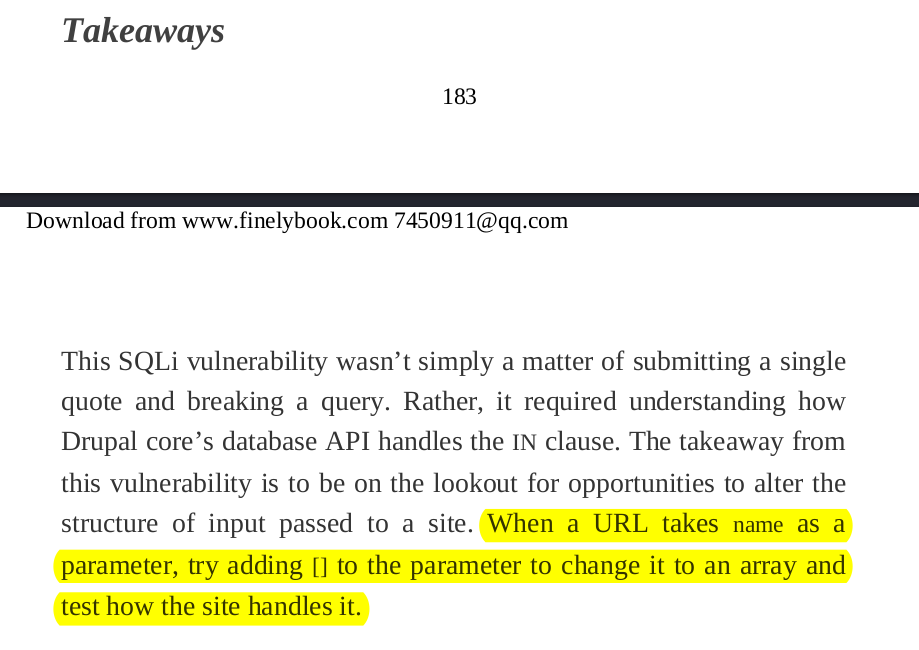 Takeaways
183
Download from www.finelybook.com 7450911@qq.com
This SQLi vulnerability wasn’t simply a matter of submitting a single
quote and breaking a query. Rather, it required understanding how
Drupal core’s database API handles the IN clause. The takeaway from
this vulnerability is to be on the lookout for opportunities to alter the
structure of input passed to a site. When a URL takes name as a
parameter, try adding [] to the parameter to change it to an array and
test how the site handles it.